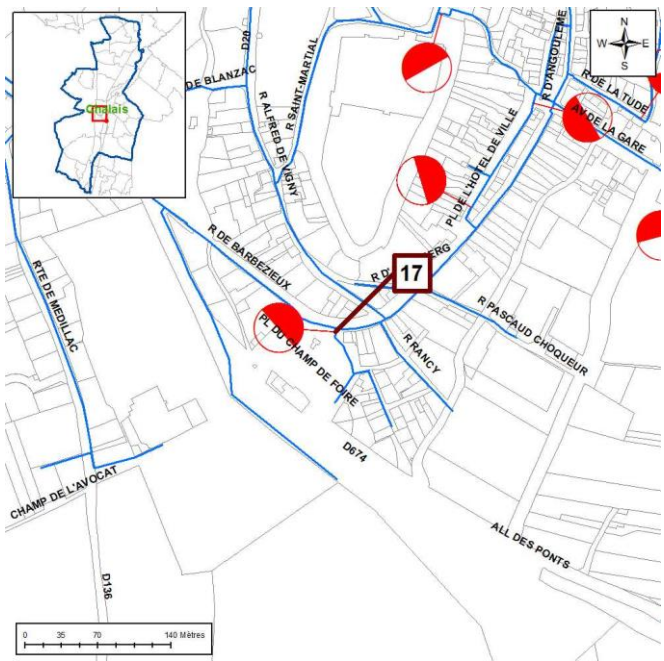 Chalais
N
W E
S
D20
DE BLANZAC
R SAINT-MARTIAL
R ALFRED DE VIGNY
R D'ANGOULEME
R DE LA TUDE
AV DE LA GARE
PL DE L'HOTEL DE VILLE
R DE BARBEZIEUX
17
RTE DE MEDILLAC
PL DU CHAMP DE FOIRE
R PASCAUD CHOQUEUR
R RANCY
D674
CHAMP DE L'AVOCAT
ALL DES PONTS
D136
0 35 70 140 Mètres